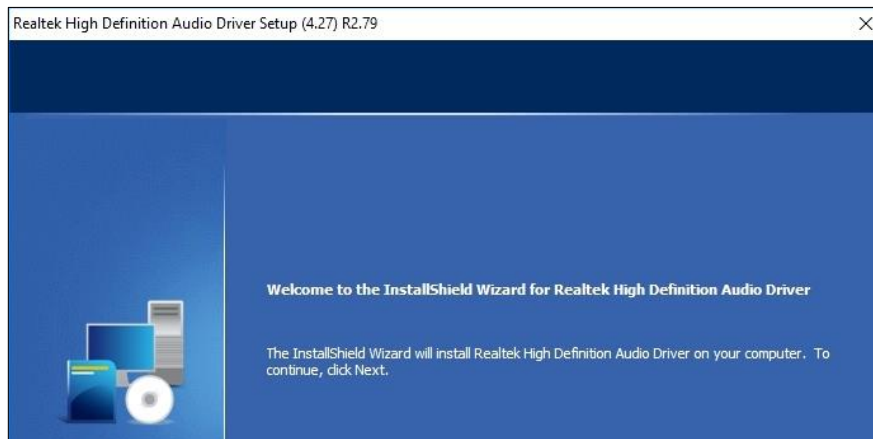 Realtek High Definition Audio Driver Setup (4.27) R2.79
Welcome to the InstallShield Wizard for Realtek High Definition Audio Driver
The InstallShield Wizard will install Realtek High Definition Audio Driver on your computer.  To
continue, click Next.